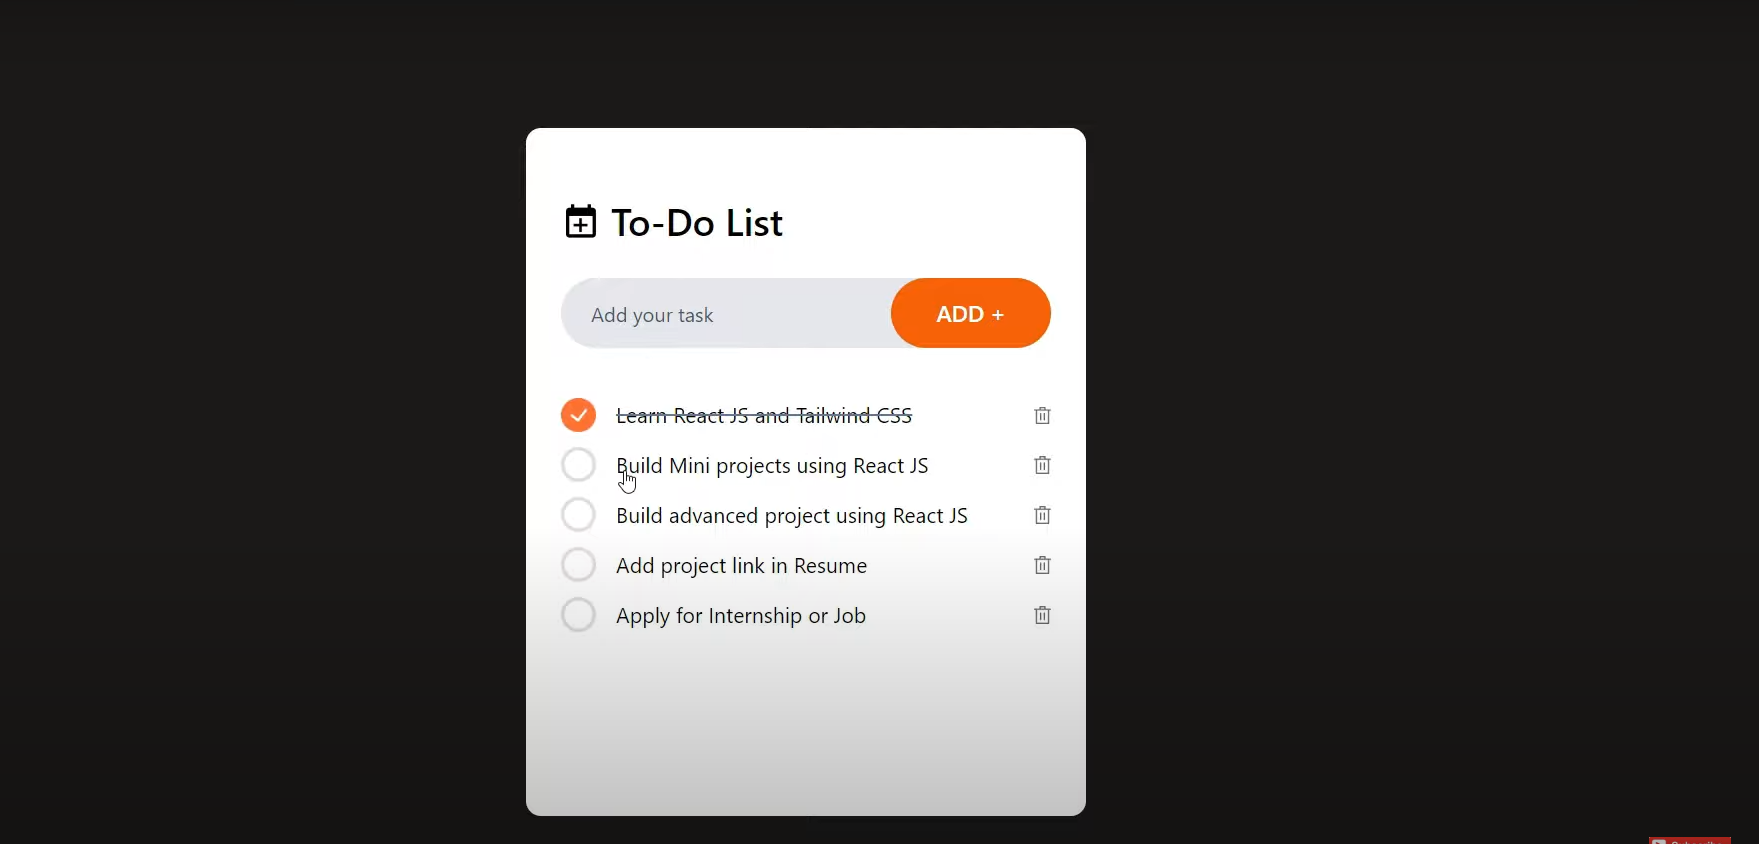 To-Do List
Add your task
ADD +
Learn React JS and Tailwind CSS
Build Mini projects using React JS
Build advanced project using React JS
Add project link in Resume
Apply for Internship or Job